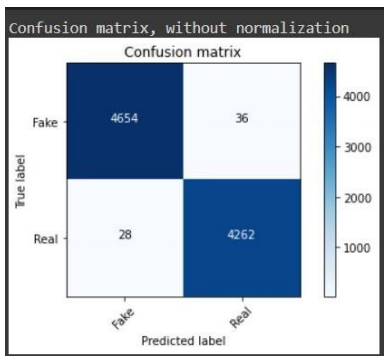 Confusion matrix, without normalization
Confusion matrix
Fake 4654 36
Real 28 4262
True label
Fake Real
Predicted label
4000
3000
2000
1000